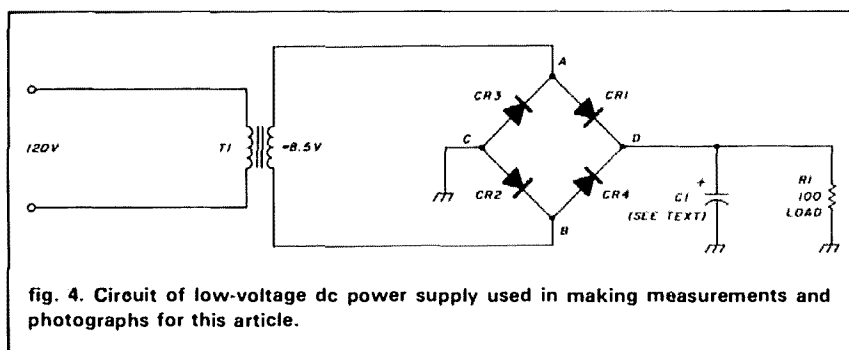 A
CR3
CR1
120V
T1
≈8.5V
C
D
CR2
CR4
B
+
C1
(SEE TEXT)
R1
100
LOAD
fig. 4. Circuit of low-voltage dc power supply used in making measurements and
photographs for this article.